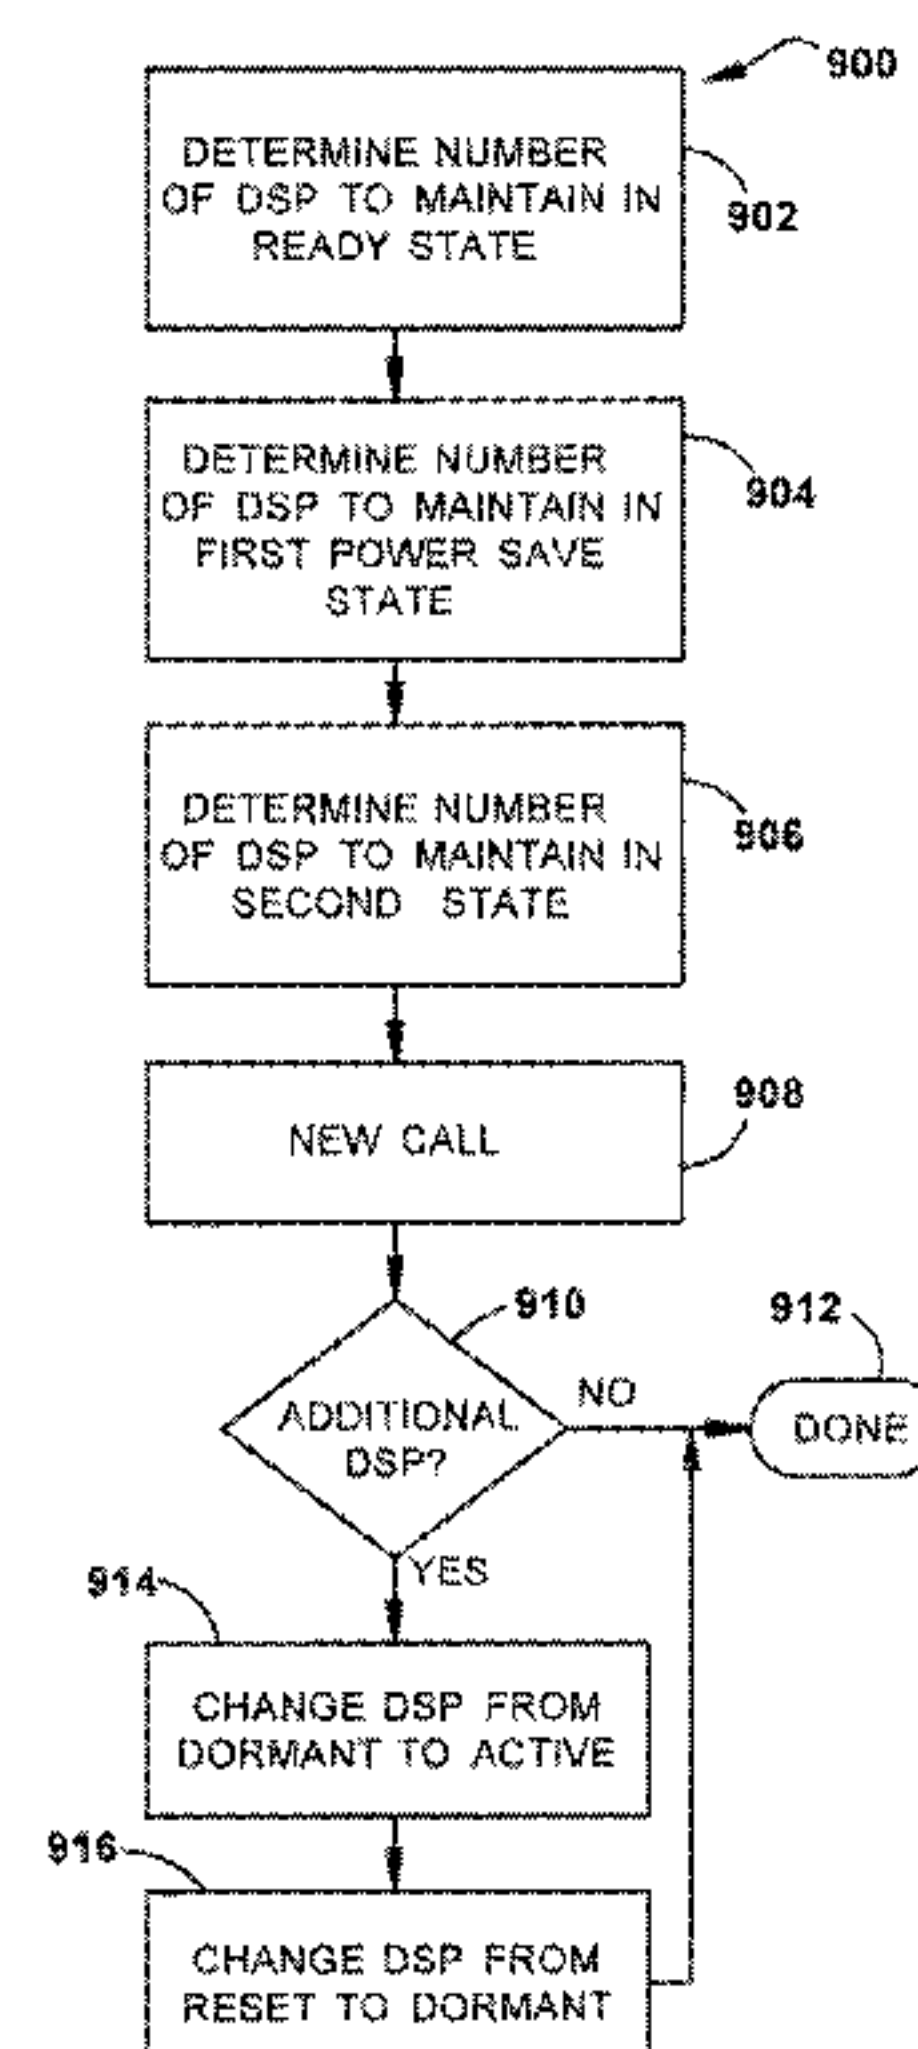 900
DETERMINE NUMBER
OF DSP TO MAINTAIN IN
READY STATE
902
DETERMINE NUMBER
OF DSP TO MAINTAIN IN
FIRST POWER SAVE
STATE
904
DETERMINE NUMBER
OF DSP TO MAINTAIN IN
SECOND STATE
906
NEW CALL
908
910
912
ADDITIONAL
DSP?
NO
DONE
YES
914
CHANGE DSP FROM
DORMANT TO ACTIVE
916
CHANGE DSP FROM
RESET TO DORMANT